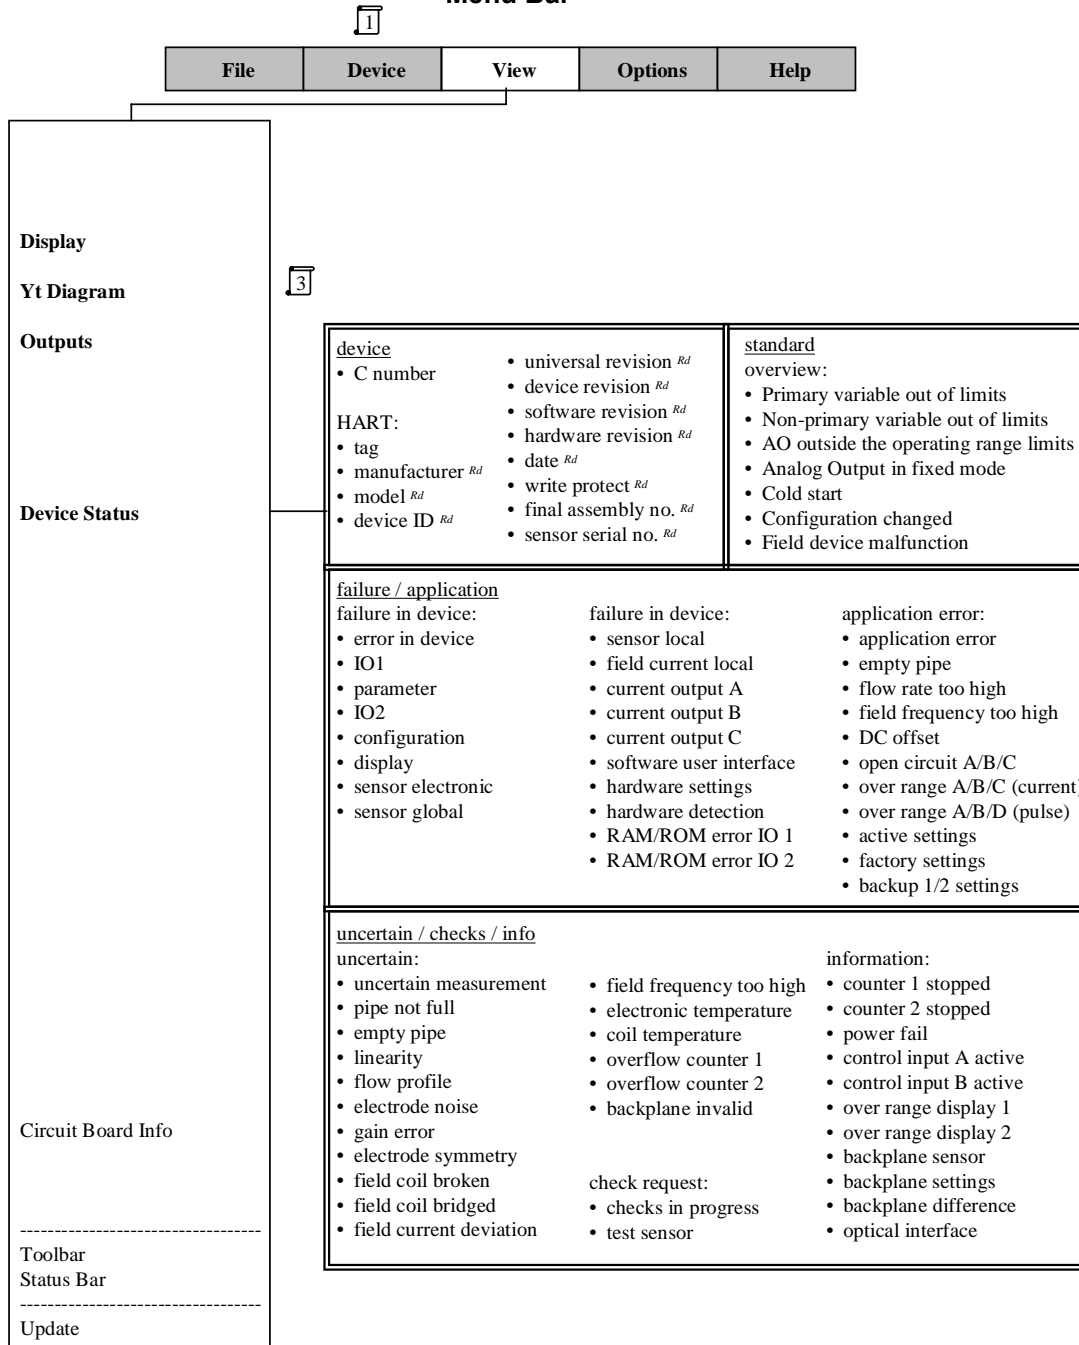 Menu Bar
1
File Device View Options Help
Display
Yt Diagram
3
Outputs
Device Status
Circuit Board Info
-----------------------------------
Toolbar
Status Bar
-----------------------------------
Update
device
• C number
HART:
• tag
• manufacturer Rd
• model Rd
• device ID Rd
• universal revision Rd
• device revision Rd
• software revision Rd
• hardware revision Rd
• date Rd
• write protect Rd
• final assembly no. Rd
• sensor serial no. Rd
standard
overview:
• Primary variable out of limits
• Non-primary variable out of limits
• AO outside the operating range limits
• Analog Output in fixed mode
• Cold start
• Configuration changed
• Field device malfunction
failure / application
failure in device:
• error in device
• IO1
• parameter
• IO2
• configuration
• display
• sensor electronic
• sensor global
failure in device:
• sensor local
• field current local
• current output A
• current output B
• current output C
• software user interface
• hardware settings
• hardware detection
• RAM/ROM error IO 1
• RAM/ROM error IO 2
application error:
• application error
• empty pipe
• flow rate too high
• field frequency too high
• DC offset
• open circuit A/B/C
• over range A/B/C (current)
• over range A/B/D (pulse)
• active settings
• factory settings
• backup 1/2 settings
uncertain / checks / info
uncertain:
• uncertain measurement
• pipe not full
• empty pipe
• linearity
• flow profile
• electrode noise
• gain error
• electrode symmetry
• field coil broken
• field coil bridged
• field current deviation
• field frequency too high
• electronic temperature
• coil temperature
• overflow counter 1
• overflow counter 2
• backplane invalid
check request:
• checks in progress
• test sensor
information:
• counter 1 stopped
• counter 2 stopped
• power fail
• control input A active
• control input B active
• over range display 1
• over range display 2
• backplane sensor
• backplane settings
• backplane difference
• optical interface